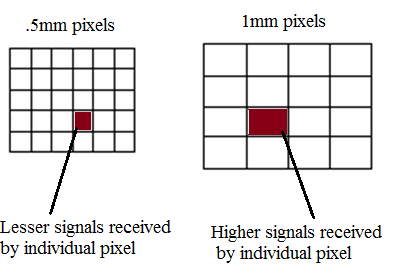 .5mm pixels
1mm pixels
Lesser signals received
by individual pixel
Higher signals received
by individual pixel